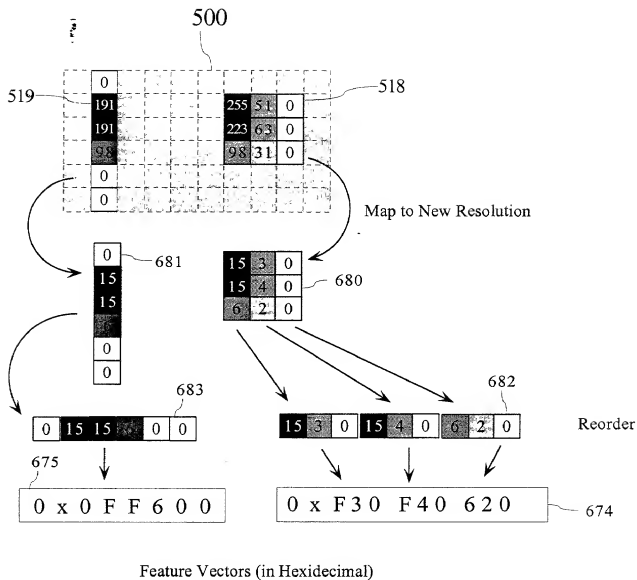 500
0
519
191
255 51 0
518
191
223 63 0
98
98 31 0
0
0
Map to New Resolution
0
681
15
15 3 0
15
15 4 0
680
6 2 0
0
0
683
682
0 15 15 6 0 0
15 3 0 15 4 0 6 2 0
Reorder
675
0 x 0 F F 6 0 0
0 x F30 F40 620
674
Feature Vectors (in Hexidecimal)